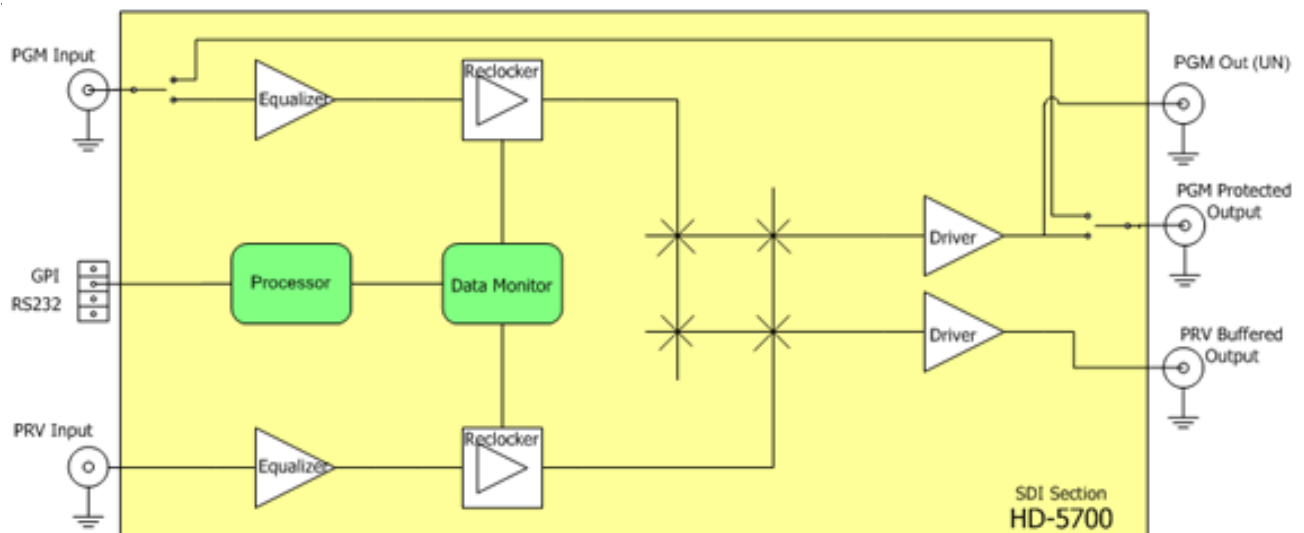 PGM Input
Equalizer
Reclocker
PGM Out (UN)
PGM Protected
Output
Driver
GPI
RS232
Processor
Data Monitor
Driver
PRV Buffered
Output
PRV Input
Equalizer
Reclocker
SDI Section
HD-5700